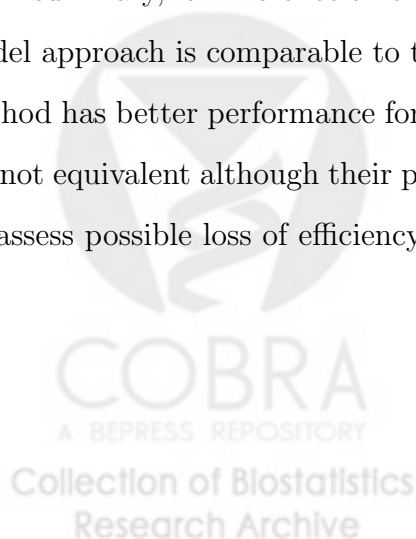 del approach is comparable to t
hod has better performance for
not equivalent although their p
assess possible loss of efficiency
COBRA
A BEPRESS REPOSITORY
Collection of Biostatistics
Research Archive